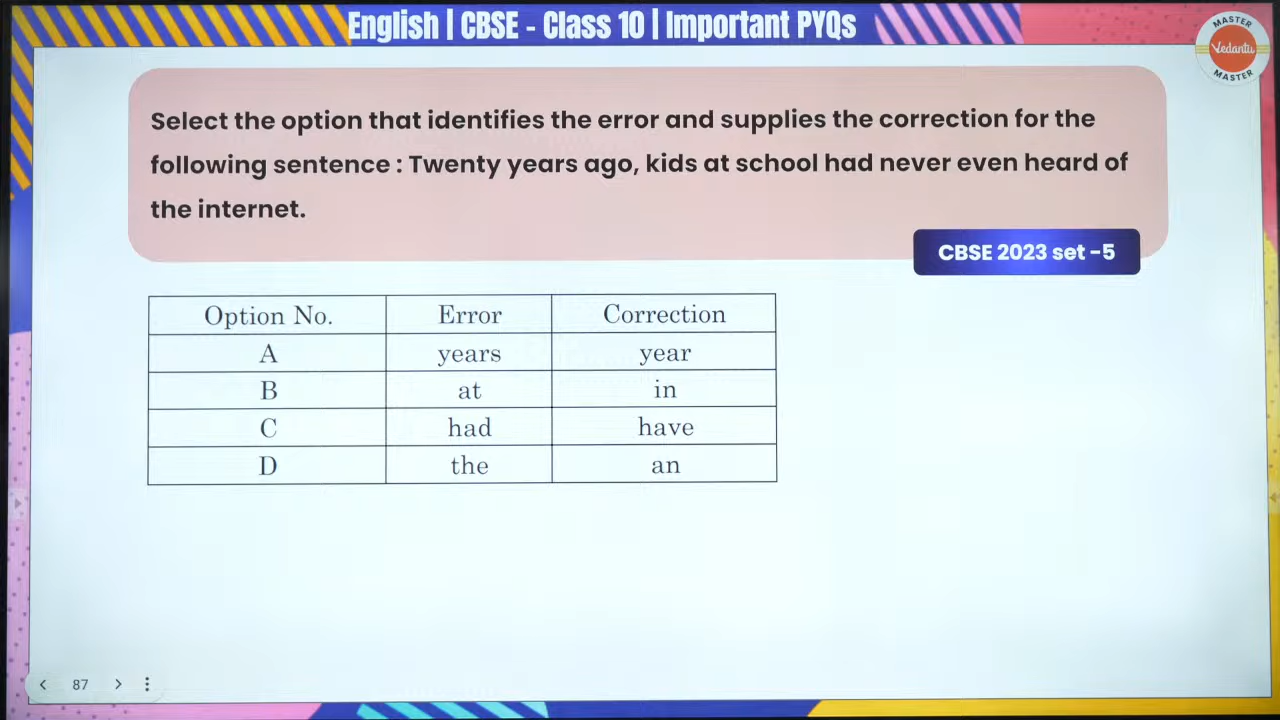 English | CBSE - Class 10 | Important PYQs
MASTER
Vedantu
MASTER
Select the option that identifies the error and supplies the correction for the
following sentence : Twenty years ago, kids at school had never even heard of
the internet.
CBSE 2023 set -5
Option No. Error Correction
A years year
B at in
C had have
D the an
87